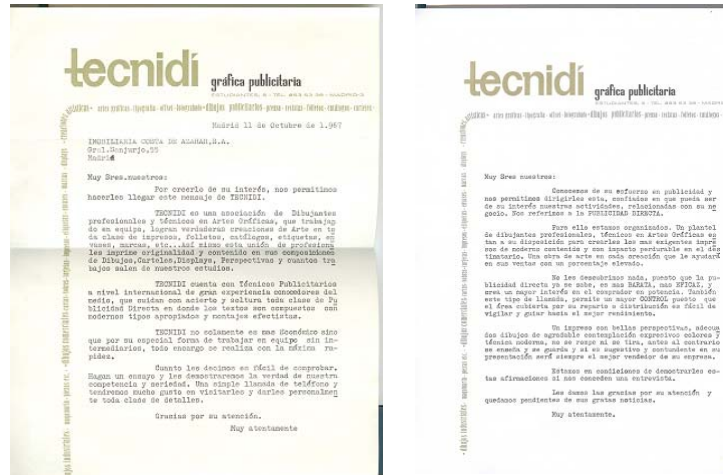 tecnidí
gráfica publicitaria
Madrid 11 de Octubre de 1.967
Gral.Sanjurjo,55
Madrid
Muy Sres.nuestros:
Por creerlo de su interés, nos permitimos
hacerles llegar este mensaje de TECNIDI.
TECNIDI es una asociación de Dibujantes
profesionales y técnicos en Artes Gráficas, que trabajan
do en equipo, logran verdaderas creaciones de Arte en to
da clase de impresos, folletos, catálogos, etiquetas, en
vases, marcas, etc...Así mismo esta unión de profesiona
les imprime originalidad y contenido en sus composiciones
de Dibujos,Carteles,Displays, Perspectivas y cuantos tra
bajos salen de nuestros estudios.
TECNIDI cuenta con Técnicos Publicitarios
a nivel internacional de gran experiencia conocedores del
medio, que cuidan con acierto y soltura toda clase de Pu
blicidad Directa en donde los textos son compuestos con
modernos tipos apropiados y montajes efectistas.
TECNIDI no solamente es mas Económico sino
que por su especial forma de trabajar en equipo sin in-
termediarios, todo encargo se realiza con la máxima ra-
pidez.
Cuanto les decimos es fácil de comprobar.
Hagan un ensayo y les demostraremos la verdad de nuestra
competencia y seriedad. Una simple llamada de teléfono y
tendremos mucho gusto en visitarles y darles personalmen
te toda clase de detalles.
Gracias por su atención.
Muy atentamente
tecnidí
gráfica publicitaria
Muy Sres nuestros:
Conocemos de su esfuerzo en publicidad y
nos permitimos dirigirles esta, confiados en que pueda ser
de su interés nuestras actividades, relacionadas con su ne
gocio. Nos referimos a la PUBLICIDAD DIRECTA.
Para ella estamos organizados. Un plantel
de dibujantes profesionales, técnicos en Artes Gráficas es
tan a su disposición para crearles los mas exigentes impre
sos de moderno contenido y con impacto perdurable en el des
tinatario. Una obra de arte en cada creación que le ayudará
en sus ventas con un porcentaje elevado.
No les descubrimos nada, puesto que la pu-
blicidad directa ya se sabe, es mas BARATA, mas EFICAZ, y
crea un mayor interés en el comprador en potencia. También
este tipo de llamada, permite un mayor CONTROL puesto que
el área cubierta por su reparto o distribución es fácil de
vigilar y guiar hacia el mejor rendimiento.
Un impreso con bellas perspectivas, adecua
dos dibujos de agradable contemplación expresivo colores y
técnica moderna, no se rompe ni se tira, antes al contrario
se enseña y se guarda y si es sugestivo y contundente en su
presentación será siempre el mejor vendedor de su empresa.
Estamos en condiciones de demostrarles es-
tas afirmaciones si nos conceden una entrevista.
Les damos las gracias por su atención y
quedamos pendientes de sus gratas noticias.
Muy atentamente.